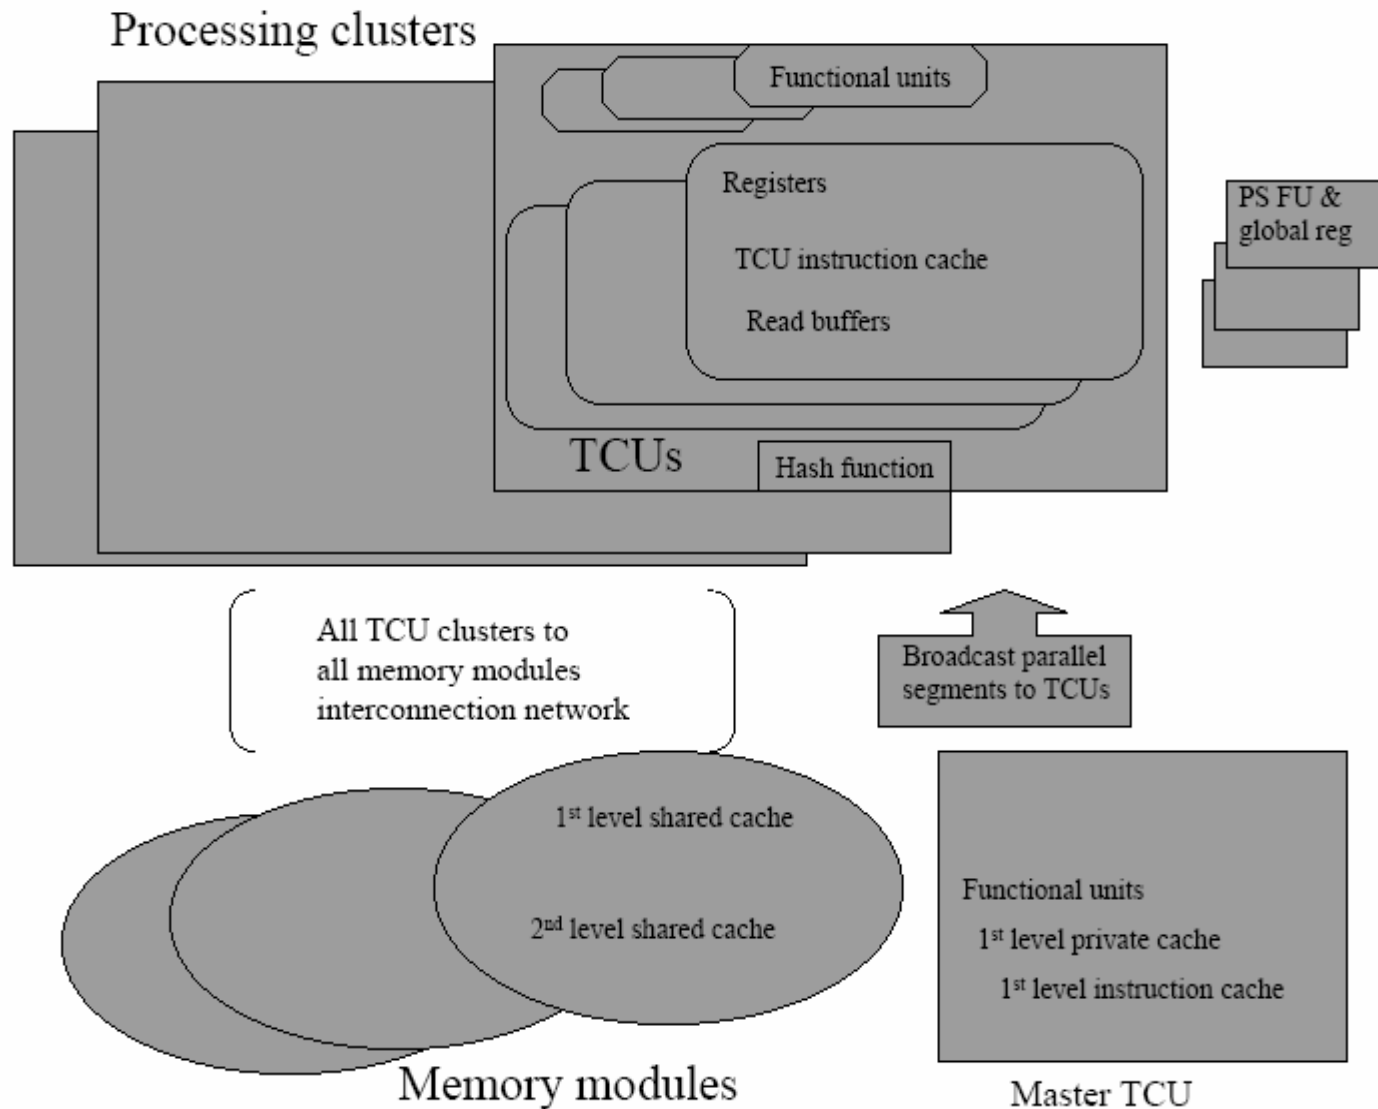 Processing clusters
Functional units
Registers
TCU instruction cache
Read buffers
TCUs
Hash function
PS FU &
global reg
All TCU clusters to
all memory modules
interconnection network
Broadcast parallel
segments to TCUs
1st level shared cache
2nd level shared cache
Memory modules
Functional units
1st level private cache
1st level instruction cache
Master TCU